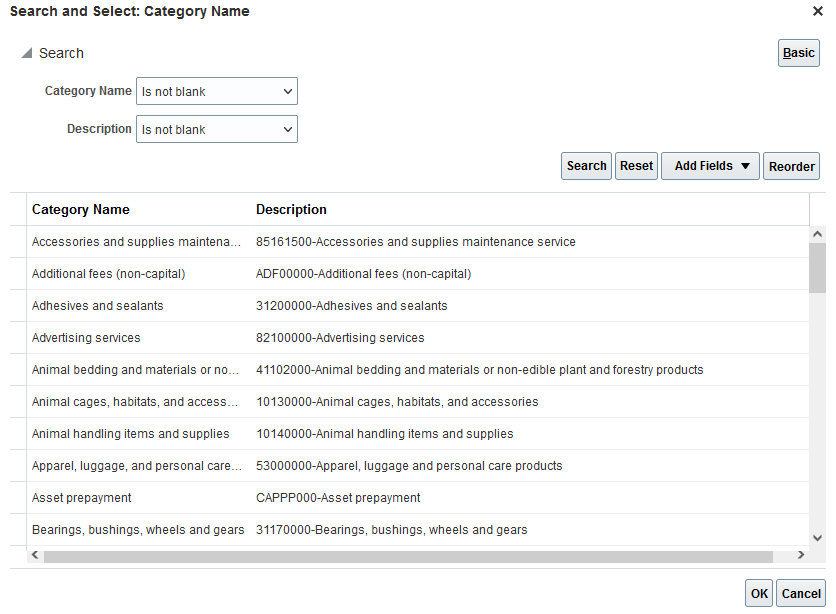 Search and Select: Category Name
Search
Basic
Category Name Is not blank
Description Is not blank
Search Reset Add Fields Reorder
Category Name Description
Accessories and supplies maintena... 85161500-Accessories and supplies maintenance service
Additional fees (non-capital) ADF00000-Additional fees (non-capital)
Adhesives and sealants 31200000-Adhesives and sealants
Advertising services 82100000-Advertising services
Animal bedding and materials or no... 41102000-Animal bedding and materials or non-edible plant and forestry products
Animal cages, habitats, and access... 10130000-Animal cages, habitats, and accessories
Animal handling items and supplies 10140000-Animal handling items and supplies
Apparel, luggage, and personal care... 53000000-Apparel, luggage and personal care products
Asset prepayment CAPPP000-Asset prepayment
Bearings, bushings, wheels and gears 31170000-Bearings, bushings, wheels and gears
OK Cancel